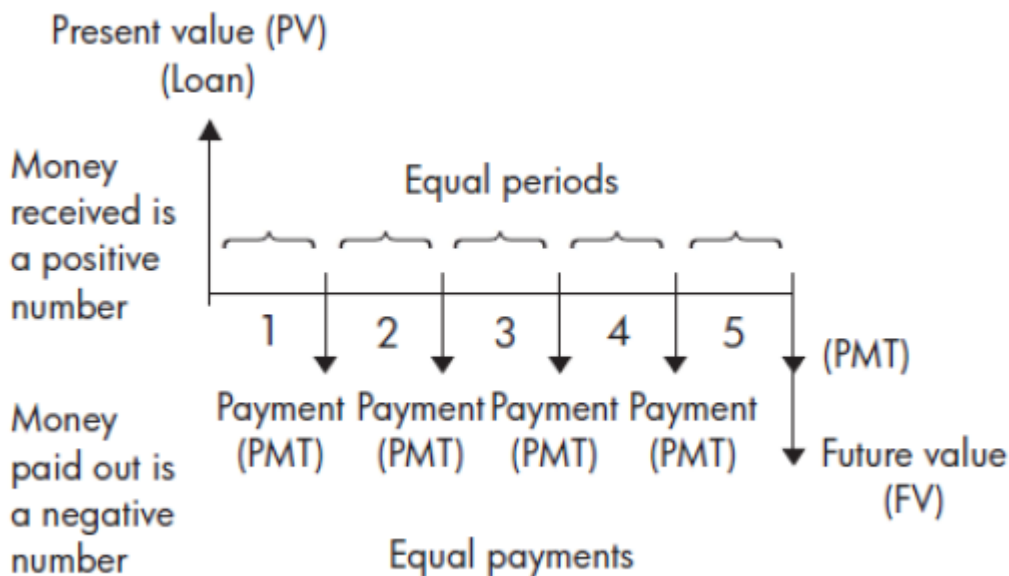 Present value (PV)
(Loan)
Money
received is
a positive
number
Equal periods
1 2 3 4 5
(PMT)
Payment Payment Payment Payment
(PMT) (PMT) (PMT) (PMT)
Money
paid out is
a negative
number
Future value
(FV)
Equal payments